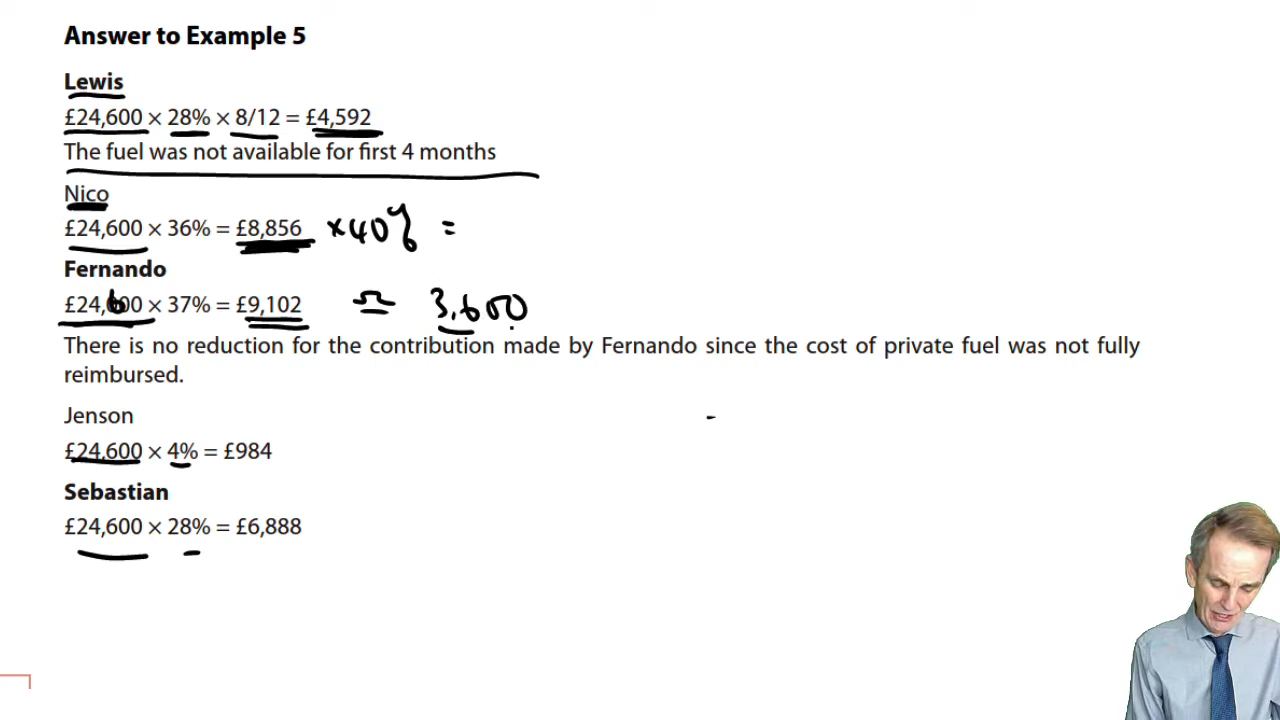 Answer to Example 5
Lewis
£24,600 × 28% × 8/12 = £4,592
The fuel was not available for first 4 months
Nico
£24,600 × 36% = £8,856 ×40% =
Fernando
£24,600 × 37% = £9,102 ≏ 3,600
There is no reduction for the contribution made by Fernando since the cost of private fuel was not fully
reimbursed.
Jenson
£24,600 × 4% = £984
Sebastian
£24,600 × 28% = £6,888